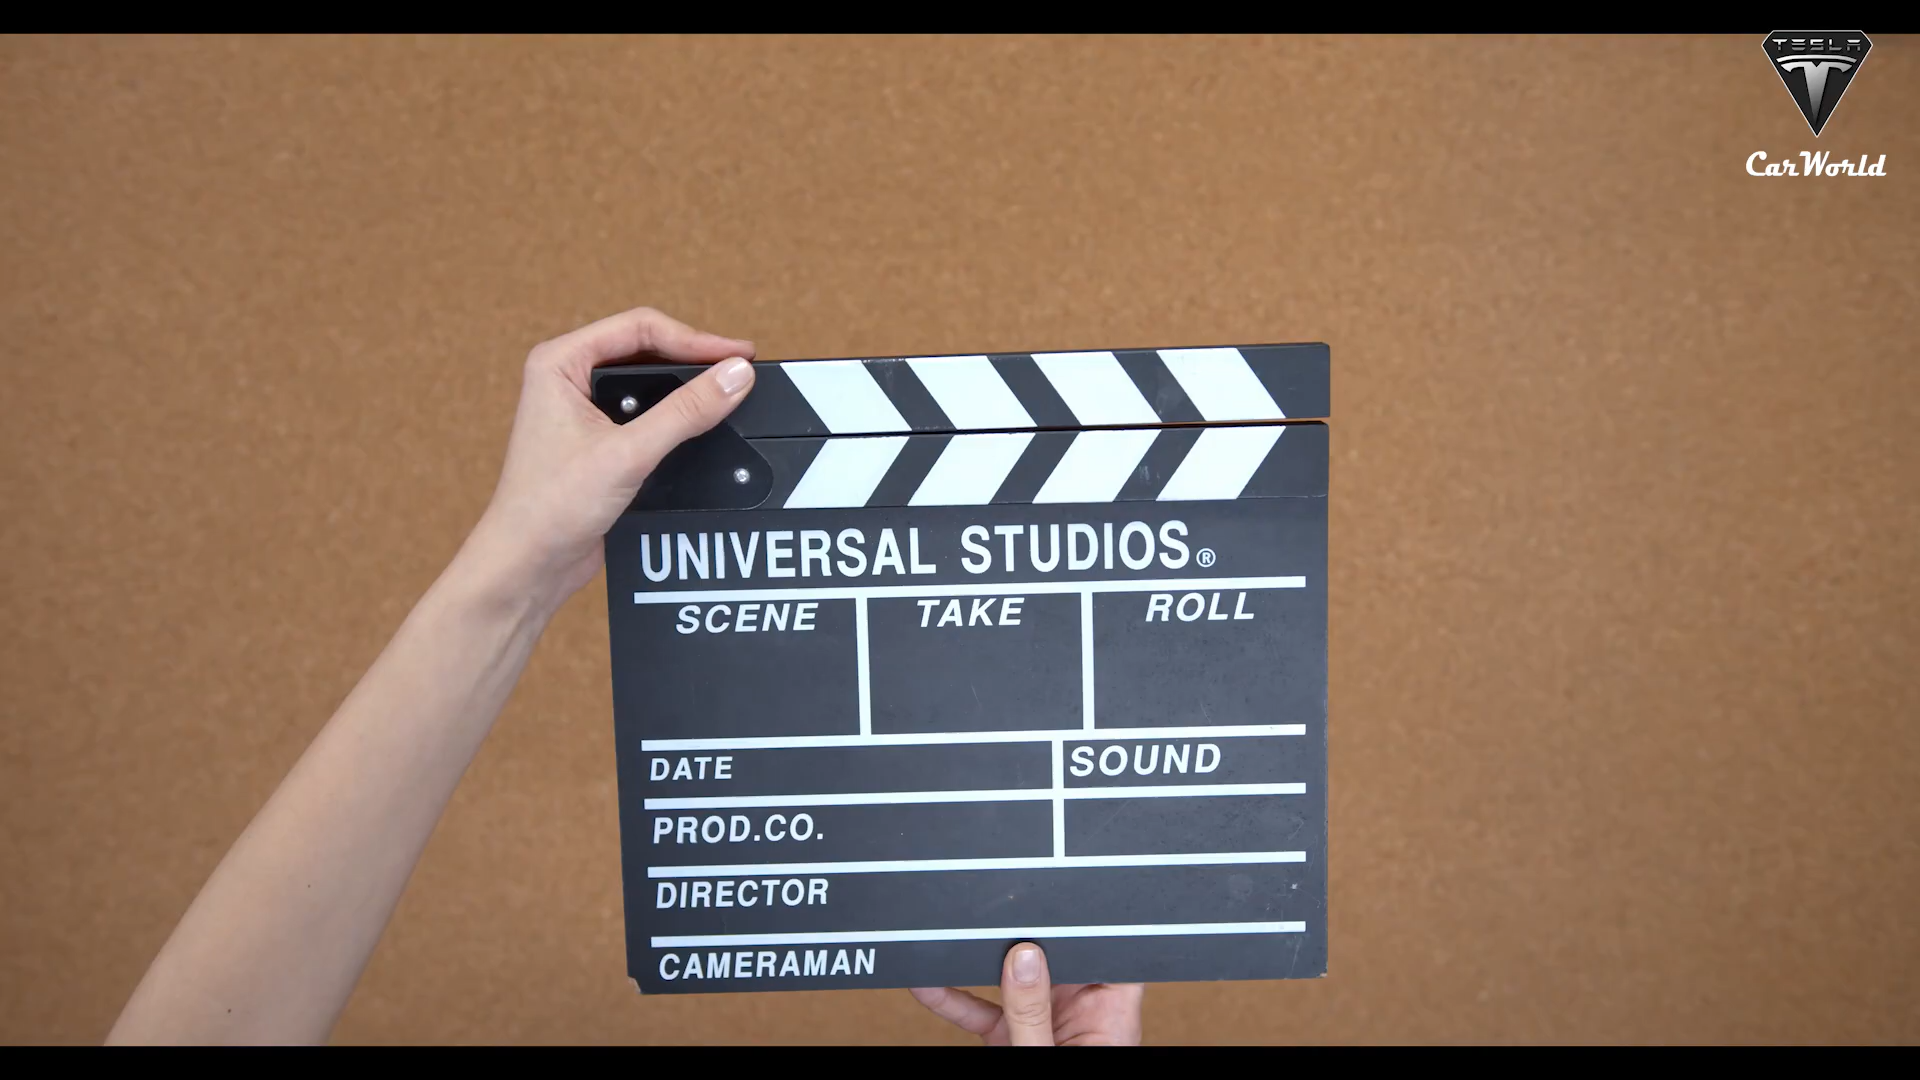 TESLA
CarWorld
UNIVERSAL STUDIOS®
SCENE TAKE ROLL
DATE SOUND
PROD.CO.
DIRECTOR
CAMERAMAN